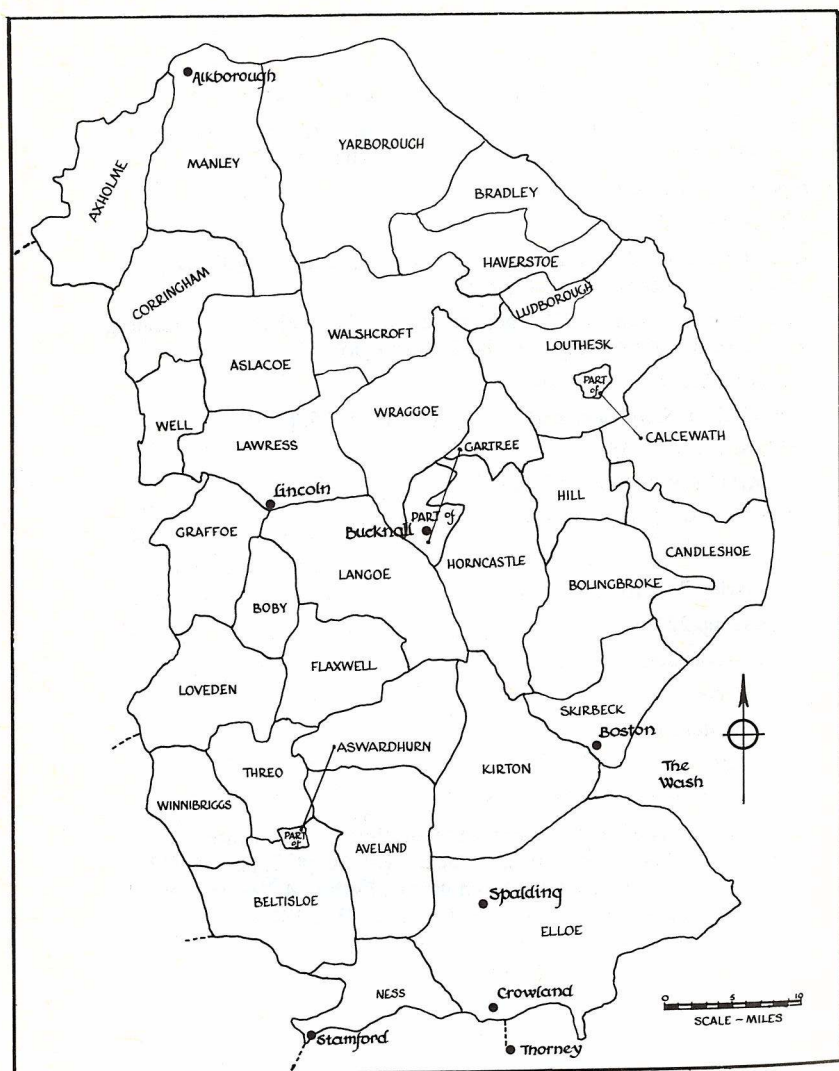 Alkborough
YARBOROUGH
MANLEY
AXHOLME
BRADLEY
HAVERSTOE
CORRINGHAM
LUDBOROUGH
WALSHCROFT
LOUTHESK
ASLACOE
PART
of
WRAGGOE
WELL
CALCEWATH
LAWRESS
GARTREE
Lincoln
HILL
PART of
Bucknall
GRAFFOE
CANDLESHOE
HORNCASTLE
LANGOE
BOLINGBROKE
BOBY
FLAXWELL
LOVEDEN
SKIRBECK
Boston
ASWARDHURN
The
Wash
THREO
KIRTON
WINNIBRIGGS
PART
of
AVELAND
BELTISLOE
Spalding
ELLOE
NESS
Crowland
0 5 10
SCALE – MILES
Stamford
Thorney